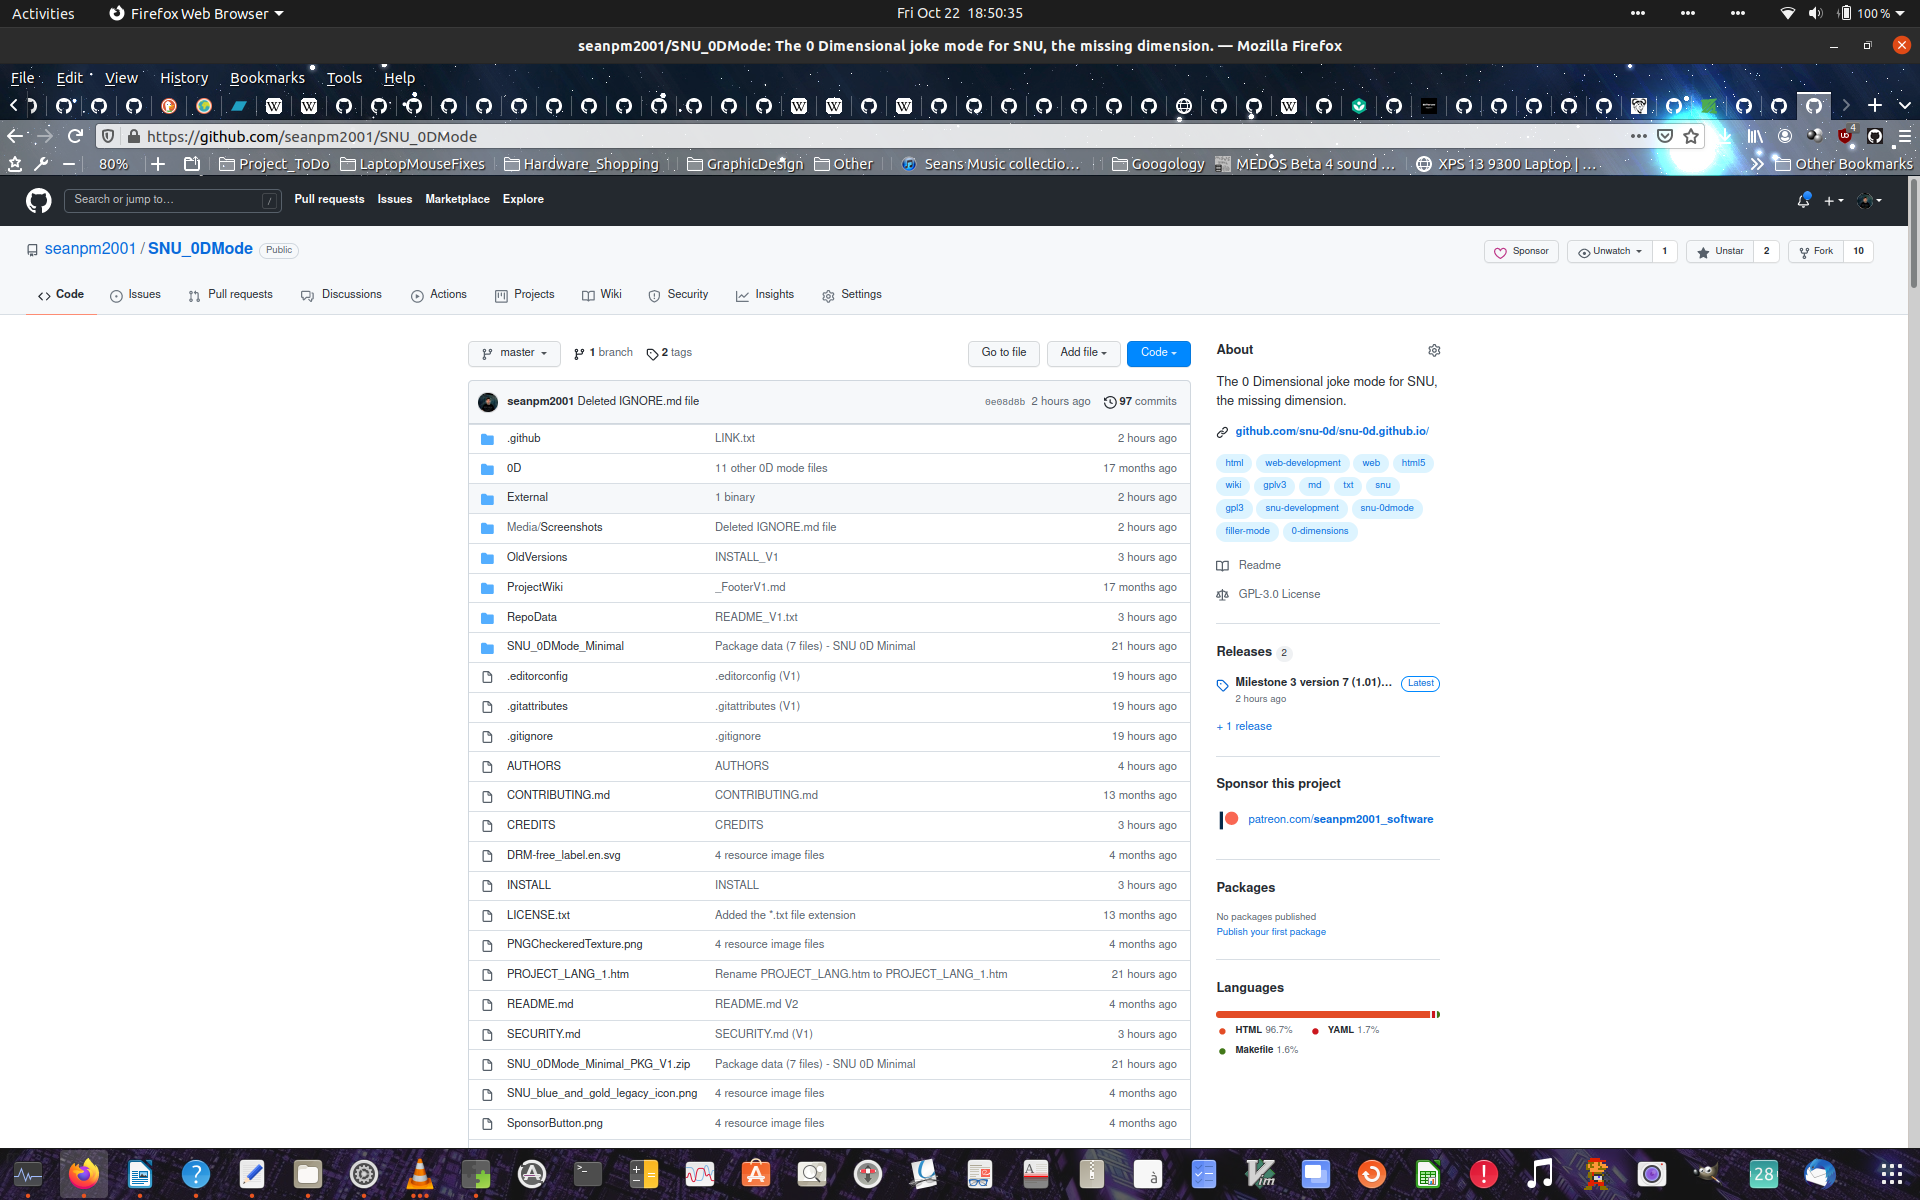 Activities Firefox Web Browser Fri Oct 22 18:50:35 100 %
seanpm2001/SNU_0DMode: The 0 Dimensional joke mode for SNU, the missing dimension. — Mozilla Firefox
File Edit View History Bookmarks Tools Help
https://github.com/seanpm2001/SNU_0DMode 4
80% Project_ToDo LaptopMouseFixes Hardware_Shopping GraphicDesign Other Seans Music collectio… Googology MEDOS Beta 4 sound … XPS 13 9300 Laptop | … Other Bookmarks
Search or jump to… / Pull requests Issues Marketplace Explore
seanpm2001 / SNU_0DMode Public Sponsor Unwatch 1 Unstar 2 Fork 10
Code Issues Pull requests Discussions Actions Projects Wiki Security Insights Settings
master 1 branch 2 tags Go to file Add file Code
seanpm2001 Deleted IGNORE.md file 0e08d8b 2 hours ago 97 commits
.github LINK.txt 2 hours ago
0D 11 other 0D mode files 17 months ago
External 1 binary 2 hours ago
Media/Screenshots Deleted IGNORE.md file 2 hours ago
OldVersions INSTALL_V1 3 hours ago
ProjectWiki _FooterV1.md 17 months ago
RepoData README_V1.txt 3 hours ago
SNU_0DMode_Minimal Package data (7 files) - SNU 0D Minimal 21 hours ago
.editorconfig .editorconfig (V1) 19 hours ago
.gitattributes .gitattributes (V1) 19 hours ago
.gitignore .gitignore 19 hours ago
AUTHORS AUTHORS 4 hours ago
CONTRIBUTING.md CONTRIBUTING.md 13 months ago
CREDITS CREDITS 3 hours ago
DRM-free_label.en.svg 4 resource image files 4 months ago
INSTALL INSTALL 3 hours ago
LICENSE.txt Added the *.txt file extension 13 months ago
PNGCheckeredTexture.png 4 resource image files 4 months ago
PROJECT_LANG_1.htm Rename PROJECT_LANG.htm to PROJECT_LANG_1.htm 21 hours ago
README.md README.md V2 4 months ago
SECURITY.md SECURITY.md (V1) 3 hours ago
SNU_0DMode_Minimal_PKG_V1.zip Package data (7 files) - SNU 0D Minimal 21 hours ago
SNU_blue_and_gold_legacy_icon.png 4 resource image files 4 months ago
SponsorButton.png 4 resource image files 4 months ago
About
The 0 Dimensional joke mode for SNU,
the missing dimension.
github.com/snu-0d/snu-0d.github.io/
html web-development web html5
wiki gplv3 md txt snu
gpl3 snu-development snu-0dmode
filler-mode 0-dimensions
Readme
GPL-3.0 License
Releases 2
Milestone 3 version 7 (1.01)… Latest
2 hours ago
+ 1 release
Sponsor this project
patreon.com/seanpm2001_software
Packages
No packages published
Publish your first package
Languages
HTML 96.7% YAML 1.7%
Makefile 1.6%
28